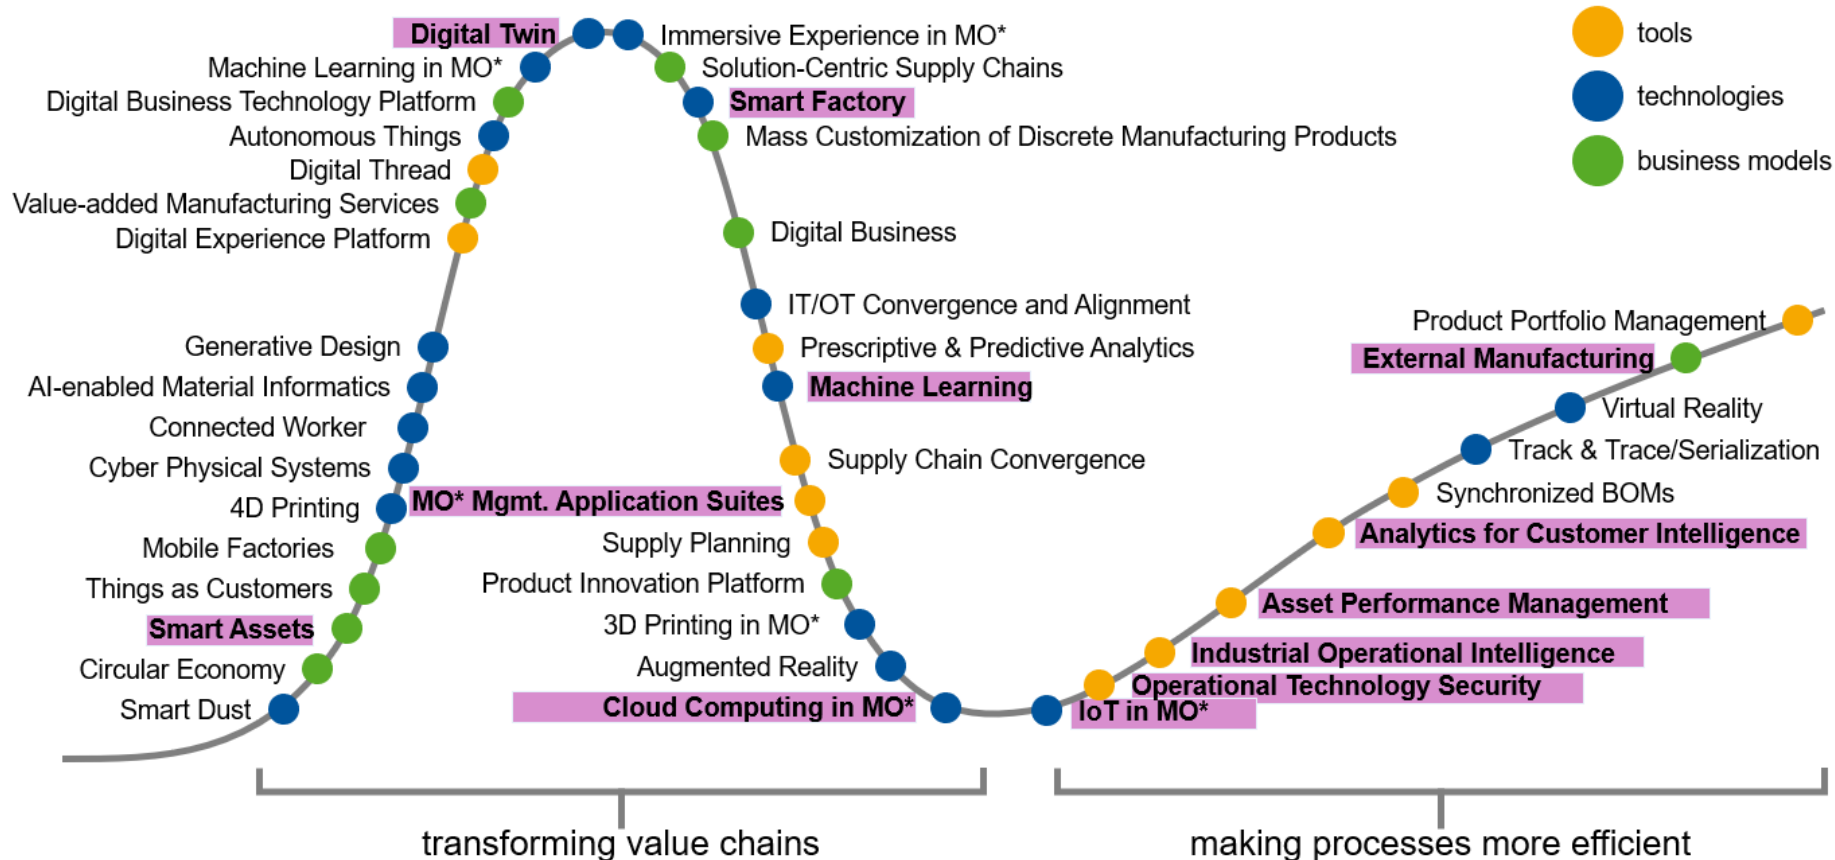 Digital Twin
Machine Learning in MO*
Digital Business Technology Platform
Autonomous Things
Digital Thread
Value-added Manufacturing Services
Digital Experience Platform
Generative Design
AI-enabled Material Informatics
Connected Worker
Cyber Physical Systems
4D Printing
Mobile Factories
Things as Customers
Smart Assets
Circular Economy
Smart Dust
Immersive Experience in MO*
Solution-Centric Supply Chains
Smart Factory
Mass Customization of Discrete Manufacturing Products
Digital Business
IT/OT Convergence and Alignment
Prescriptive & Predictive Analytics
Machine Learning
Supply Chain Convergence
MO* Mgmt. Application Suites
Supply Planning
Product Innovation Platform
3D Printing in MO*
Augmented Reality
Cloud Computing in MO*
Product Portfolio Management
External Manufacturing
Virtual Reality
Track & Trace/Serialization
Synchronized BOMs
Analytics for Customer Intelligence
Asset Performance Management
Industrial Operational Intelligence
Operational Technology Security
IoT in MO*
tools
technologies
business models
transforming value chains
making processes more efficient